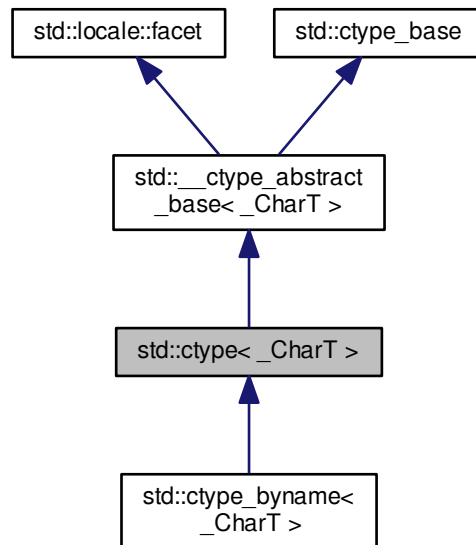 std::locale::facet
std::ctype_base
std::__ctype_abstract
_base< _CharT >
std::ctype< _CharT >
std::ctype_byname<
_CharT >